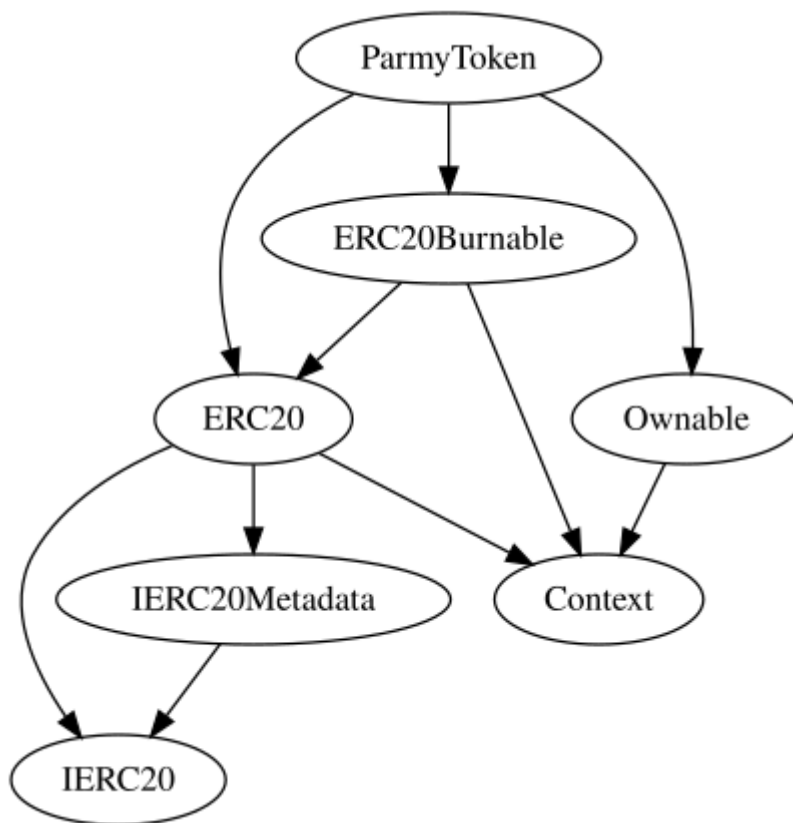 ParmyToken
ERC20Burnable
ERC20
Ownable
IERC20Metadata
Context
IERC20